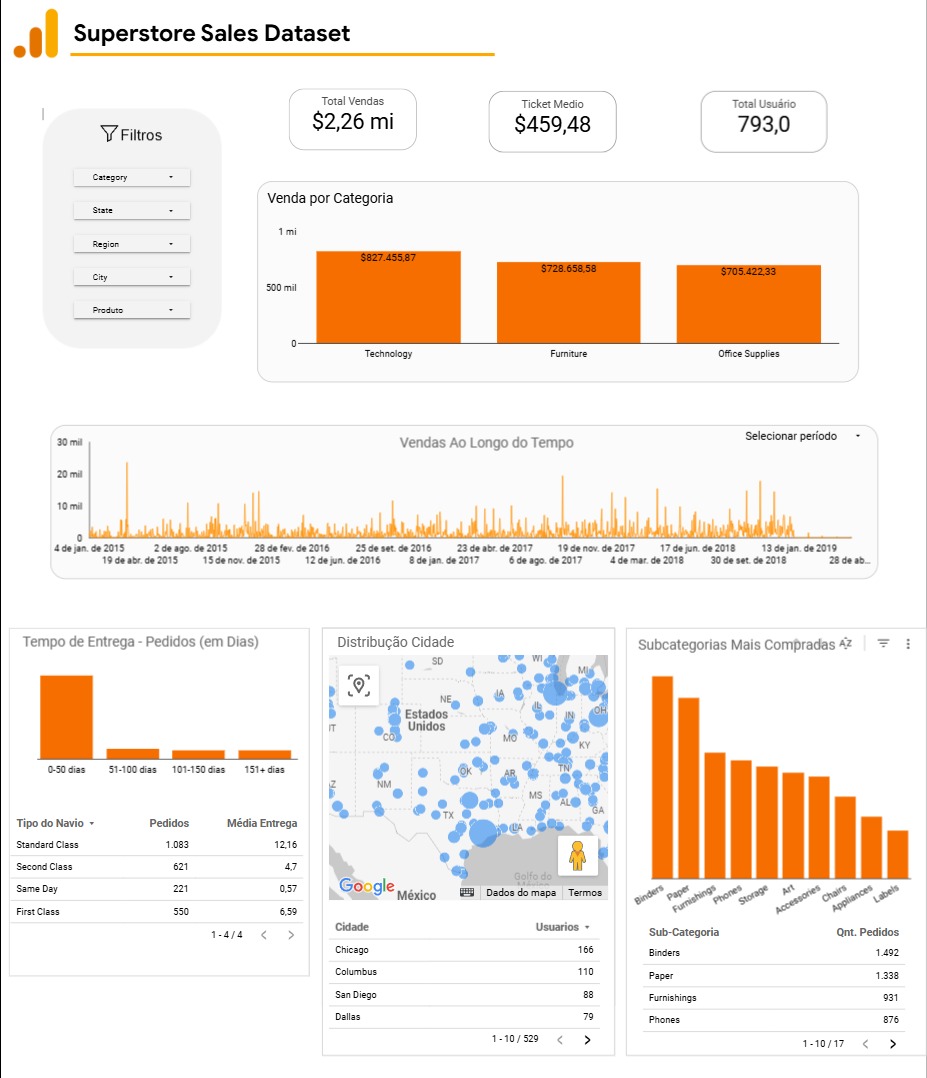 Superstore Sales Dataset
Filtros
Category
State
Region
City
Produto
Total Vendas
$2,26 mi
Ticket Medio
$459,48
Total Usuário
793,0
Venda por Categoria
1 mi
500 mil
0
$827.455,87
$728.658,58
$705.422,33
Technology
Furniture
Office Supplies
Vendas Ao Longo do Tempo
Selecionar período
30 mil
20 mil
10 mil
0
4 de jan. de 2015
19 de abr. de 2015
2 de ago. de 2015
15 de nov. de 2015
28 de fev. de 2016
12 de jun. de 2016
25 de set. de 2016
8 de jan. de 2017
23 de abr. de 2017
6 de ago. de 2017
19 de nov. de 2017
4 de mar. de 2018
17 de jun. de 2018
30 de set. de 2018
13 de jan. de 2019
28 de ab...
Tempo de Entrega - Pedidos (em Dias)
0-50 dias
51-100 dias
101-150 dias
151+ dias
Tipo do Navio Pedidos Média Entrega
Standard Class 1.083 12,16
Second Class 621 4,7
Same Day 221 0,57
First Class 550 6,59
1 - 4 / 4
Distribução Cidade
SD
WI
MI
NE
IA
IL
IN
OH
Estados
Unidos
CO
MO
KY
OK
AR
TN
NM
MS
AL
GA
TX
LA
Golfo do
México
México
Google
Dados do mapa
Termos
Cidade Usuarios
Chicago 166
Columbus 110
San Diego 88
Dallas 79
1 - 10 / 529
Subcategorias Mais Compradas
AZ
Binders
Paper
Furnishings
Phones
Storage
Art
Accessories
Chairs
Appliances
Labels
Sub-Categoria Qnt. Pedidos
Binders 1.492
Paper 1.338
Furnishings 931
Phones 876
1 - 10 / 17